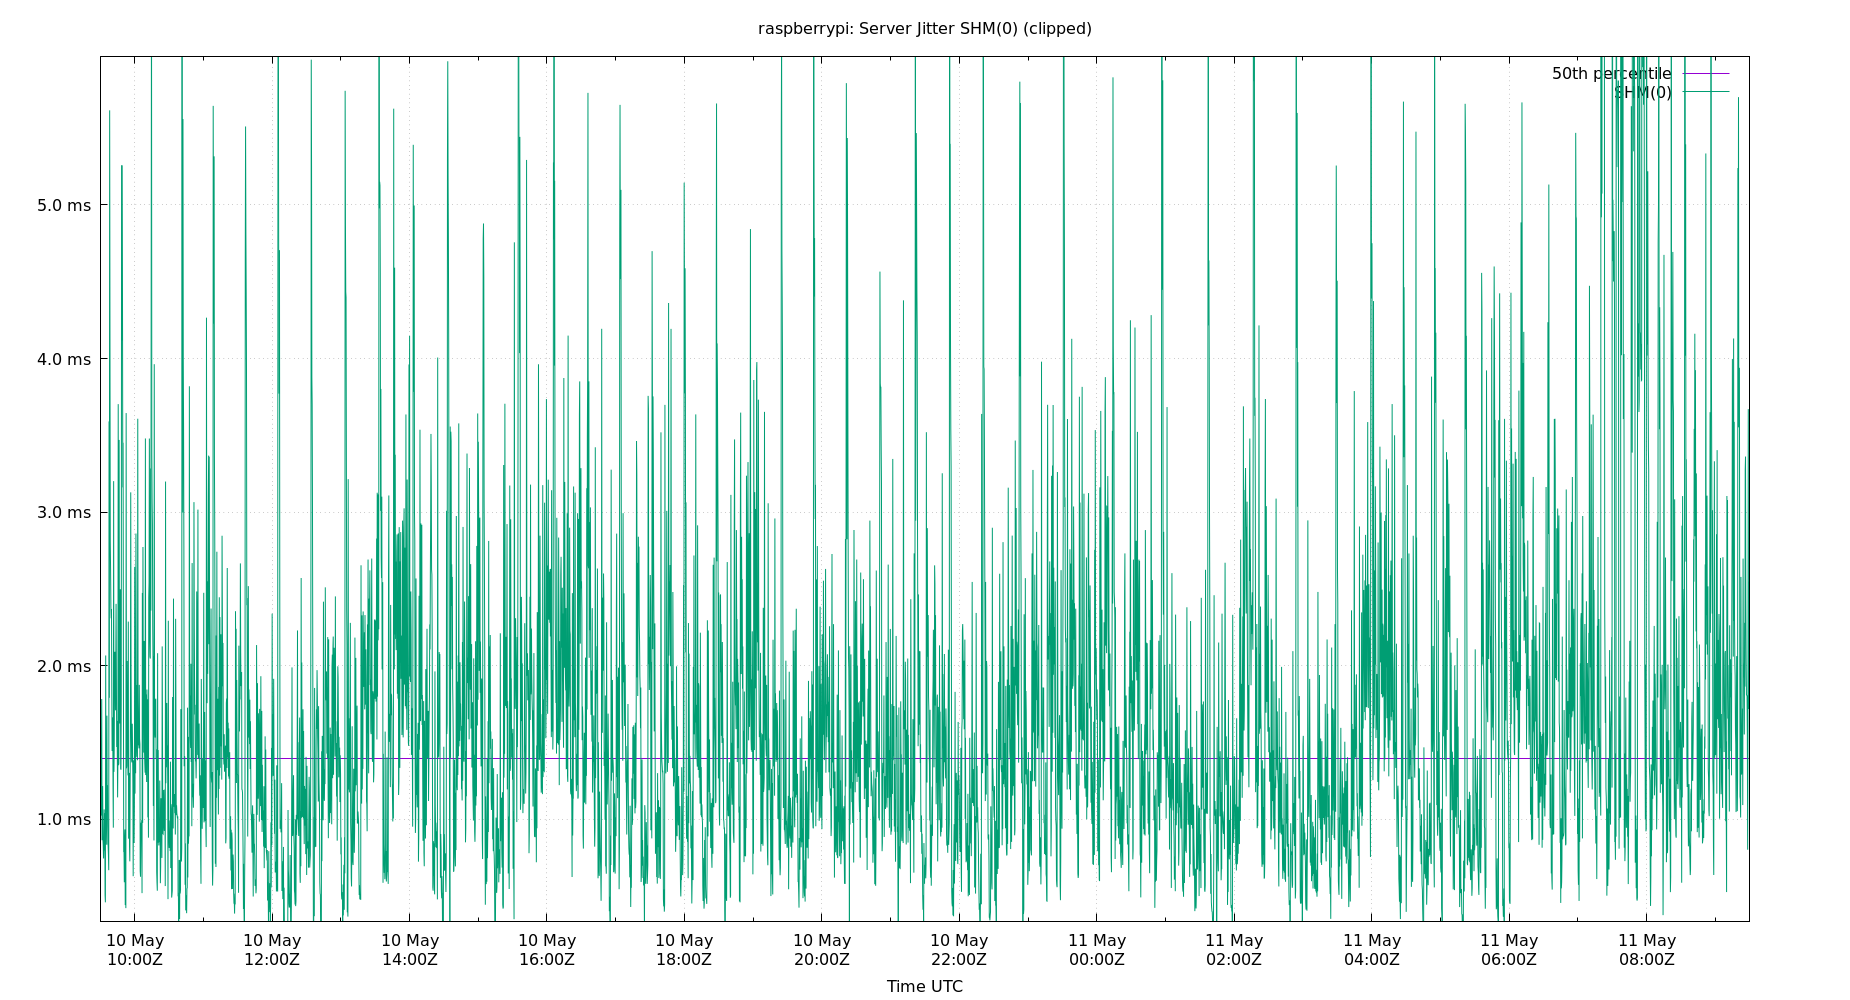 raspberrypi: Server Jitter SHM(0) (clipped)
50th percentile
SHM(0)
5.0 ms
4.0 ms
3.0 ms
2.0 ms
1.0 ms
10 May 10 May 10 May 10 May 10 May 10 May 10 May 11 May 11 May 11 May 11 May 11 May
10:00Z 12:00Z 14:00Z 16:00Z 18:00Z 20:00Z 22:00Z 00:00Z 02:00Z 04:00Z 06:00Z 08:00Z
Time UTC